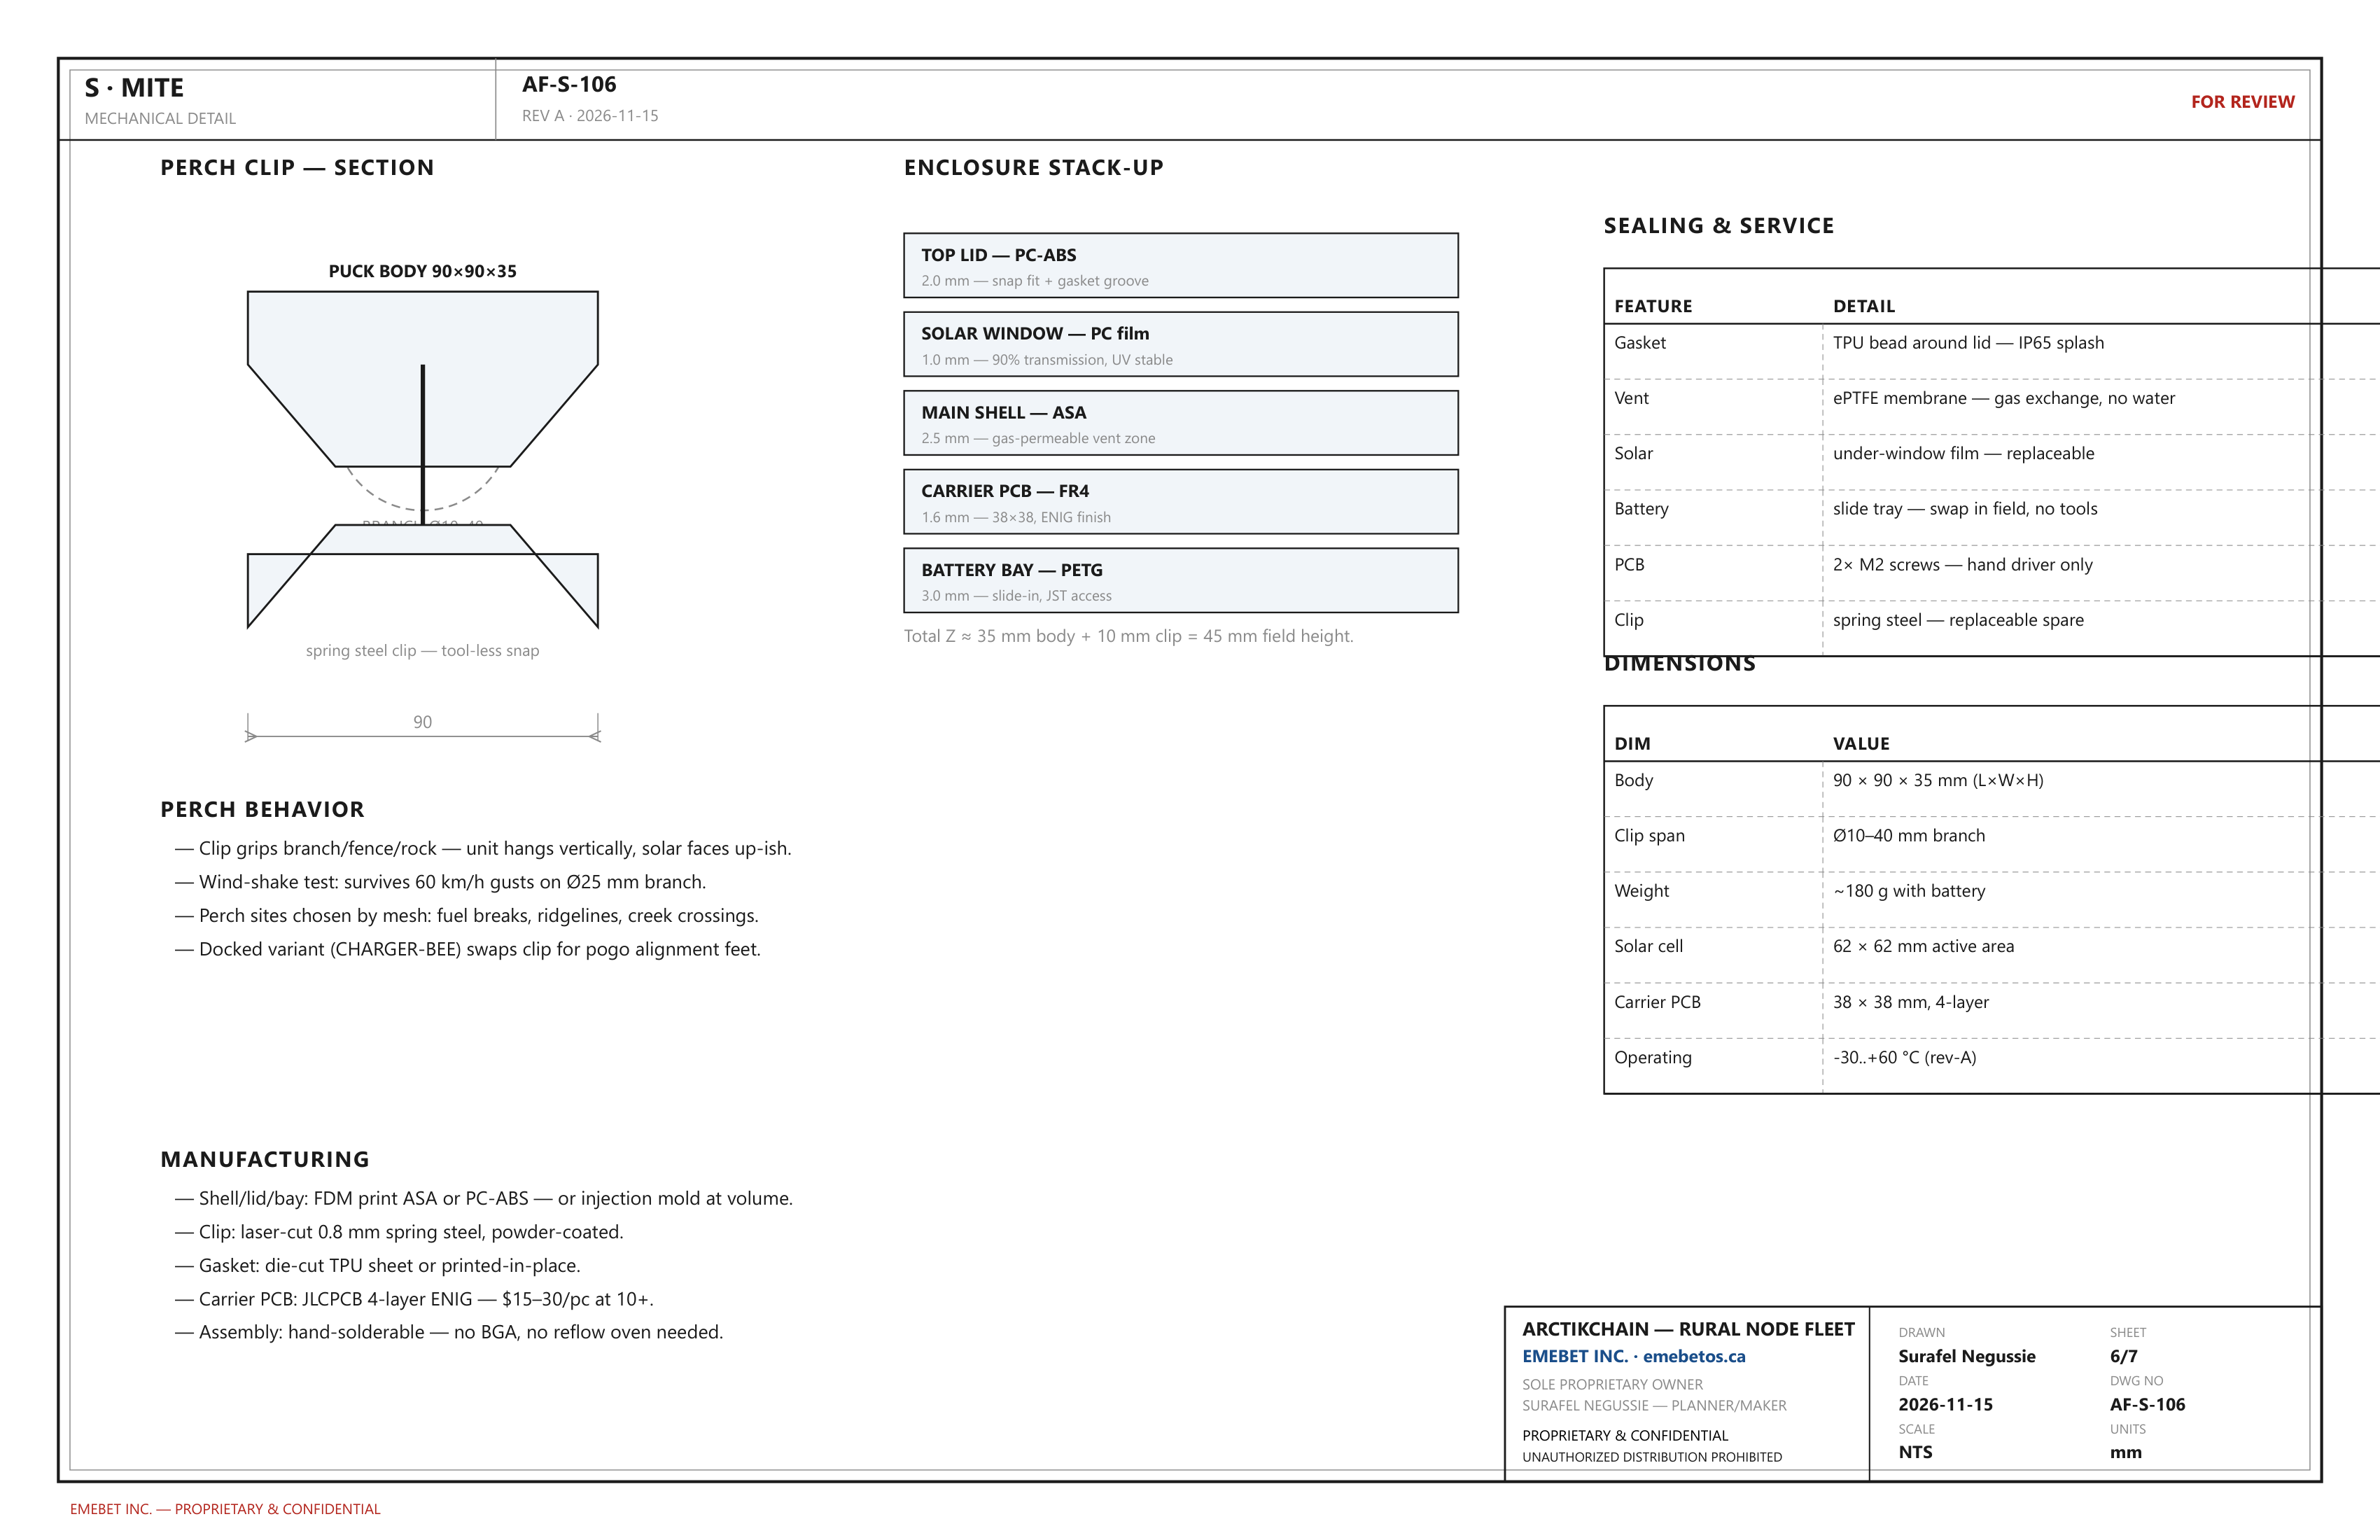 S · MITE
MECHANICAL DETAIL
AF-S-106
REV A · 2026-11-15
FOR REVIEW
PERCH CLIP — SECTION
PUCK BODY 90×90×35
BRANCH Ø10–40
spring steel clip — tool-less snap
90
PERCH BEHAVIOR
— Clip grips branch/fence/rock — unit hangs vertically, solar faces up-ish.
— Wind-shake test: survives 60 km/h gusts on Ø25 mm branch.
— Perch sites chosen by mesh: fuel breaks, ridgelines, creek crossings.
— Docked variant (CHARGER-BEE) swaps clip for pogo alignment feet.
MANUFACTURING
— Shell/lid/bay: FDM print ASA or PC-ABS — or injection mold at volume.
— Clip: laser-cut 0.8 mm spring steel, powder-coated.
— Gasket: die-cut TPU sheet or printed-in-place.
— Carrier PCB: JLCPCB 4-layer ENIG — $15–30/pc at 10+.
— Assembly: hand-solderable — no BGA, no reflow oven needed.
ENCLOSURE STACK-UP
TOP LID — PC-ABS
2.0 mm — snap fit + gasket groove
SOLAR WINDOW — PC film
1.0 mm — 90% transmission, UV stable
MAIN SHELL — ASA
2.5 mm — gas-permeable vent zone
CARRIER PCB — FR4
1.6 mm — 38×38, ENIG finish
BATTERY BAY — PETG
3.0 mm — slide-in, JST access
Total Z ≈ 35 mm body + 10 mm clip = 45 mm field height.
SEALING & SERVICE
FEATURE DETAIL
Gasket TPU bead around lid — IP65 splash
Vent ePTFE membrane — gas exchange, no water
Solar under-window film — replaceable
Battery slide tray — swap in field, no tools
PCB 2× M2 screws — hand driver only
Clip spring steel — replaceable spare
DIMENSIONS
DIM VALUE
Body 90 × 90 × 35 mm (L×W×H)
Clip span Ø10–40 mm branch
Weight ~180 g with battery
Solar cell 62 × 62 mm active area
Carrier PCB 38 × 38 mm, 4-layer
Operating -30..+60 °C (rev-A)
ARCTIKCHAIN — RURAL NODE FLEET
EMEBET INC. · emebetos.ca
SOLE PROPRIETARY OWNER
SURAFEL NEGUSSIE — PLANNER/MAKER
PROPRIETARY & CONFIDENTIAL
UNAUTHORIZED DISTRIBUTION PROHIBITED
DRAWN SHEET
Surafel Negussie 6/7
DATE DWG NO
2026-11-15 AF-S-106
SCALE UNITS
NTS mm
EMEBET INC. — PROPRIETARY & CONFIDENTIAL